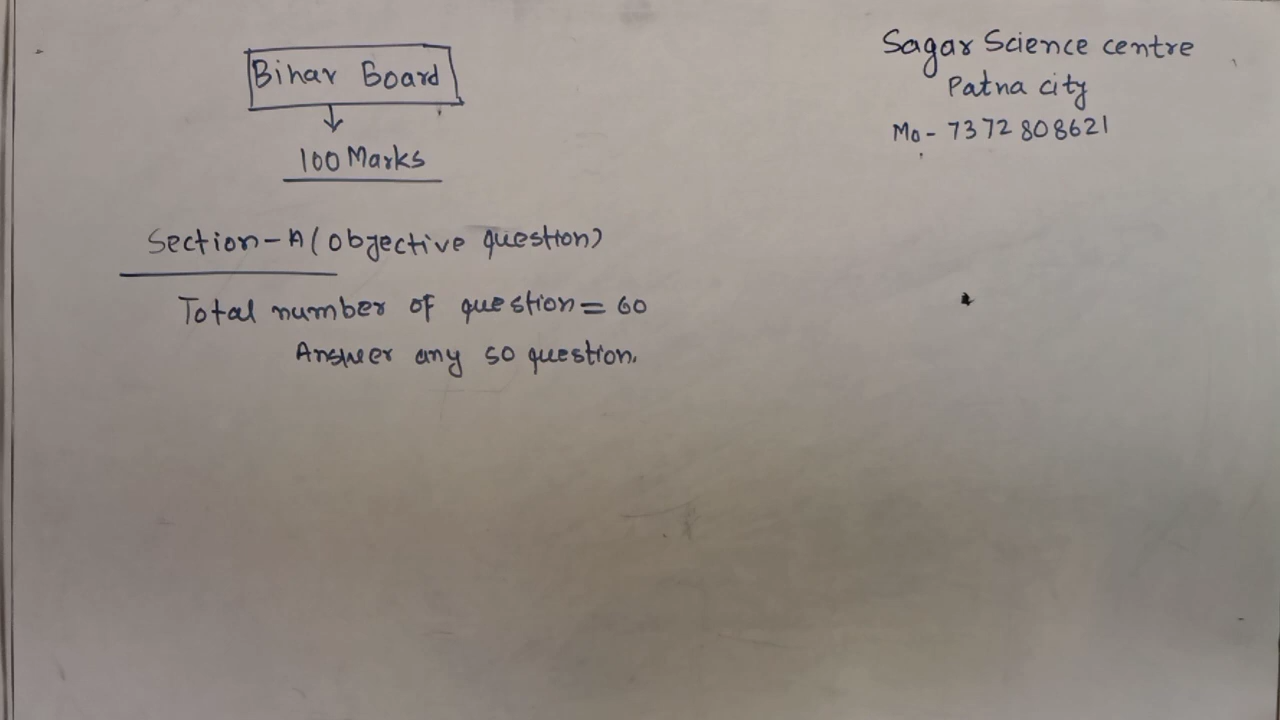 Bihar Board
100 Marks
Sagar Science centre
Patna city
Mo- 7372808621
Section-A (objective question)
Total number of question = 60
Answer any 50 question.